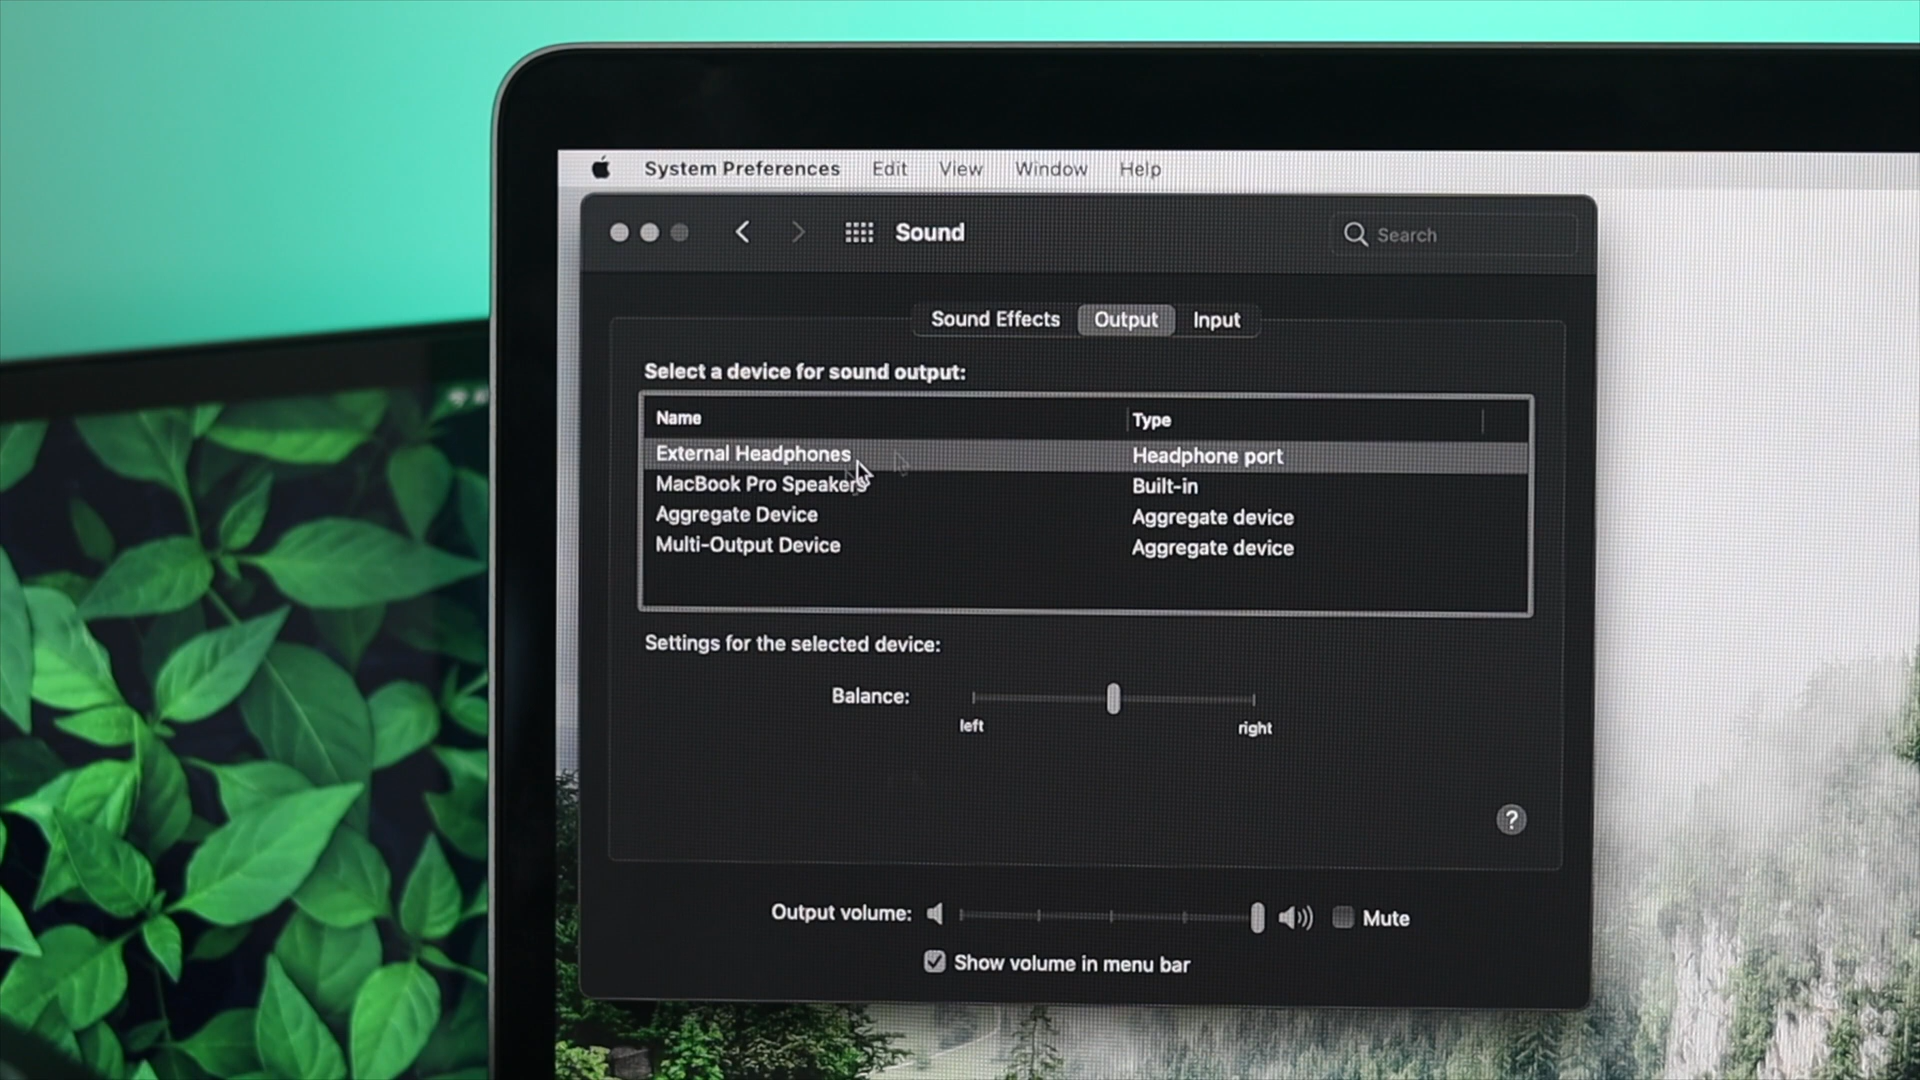 System Preferences Edit View Window Help
Sound
Search
Sound Effects Output Input
Select a device for sound output:
Name Type
External Headphones Headphone port
MacBook Pro Speakers Built-in
Aggregate Device Aggregate device
Multi-Output Device Aggregate device
Settings for the selected device:
Balance:
left right
?
Output volume: Mute
Show volume in menu bar